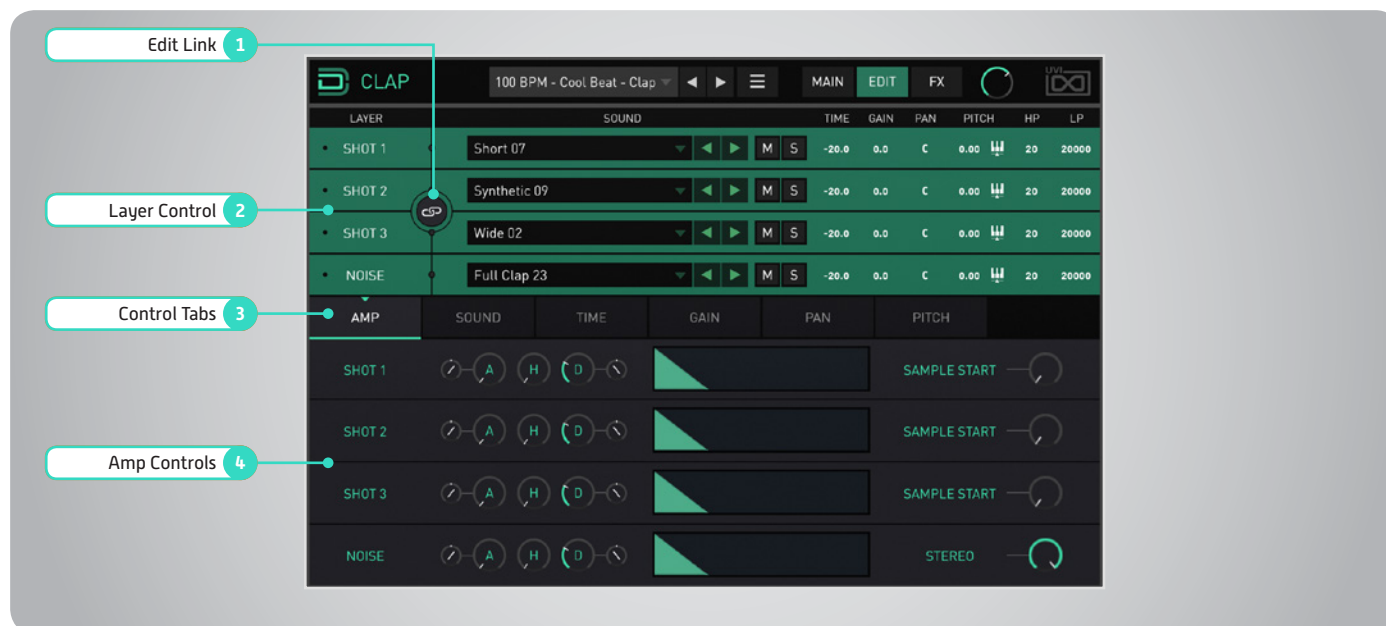 Edit Link 1
CLAP
100 BPM - Cool Beat - Clap
MAIN EDIT FX
UVI
LAYER SOUND TIME GAIN PAN PITCH HP LP
SHOT 1 Short 07 M S -20.0 0.0 C 0.00 20 20000
SHOT 2 Synthetic 09 M S -20.0 0.0 C 0.00 20 20000
Layer Control 2
SHOT 3 Wide 02 M S -20.0 0.0 C 0.00 20 20000
NOISE Full Clap 23 M S -20.0 0.0 C 0.00 20 20000
Control Tabs 3
AMP SOUND TIME GAIN PAN PITCH
SHOT 1 A H D SAMPLE START
SHOT 2 A H D SAMPLE START
Amp Controls 4
SHOT 3 A H D SAMPLE START
NOISE A H D STEREO